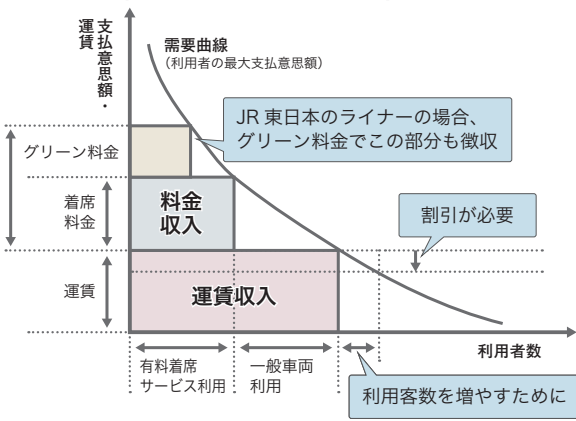 支払意思額・
運賃
需要曲線
（利用者の最大支払意思額）
JR 東日本のライナーの場合、
グリーン料金でこの部分も徴収
グリーン料金
着席
料金
料金
収入
割引が必要
運賃
運賃収入
利用者数
有料着席
サービス利用
一般車両
利用
利用客数を増やすために